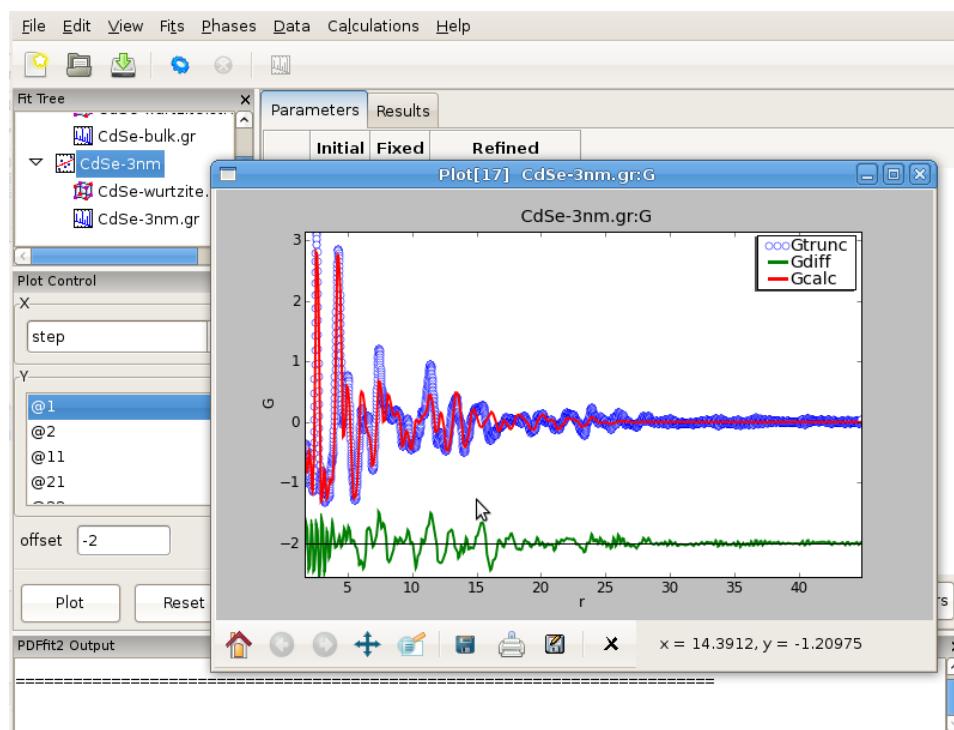 File Edit View Fits Phases Data Calculations Help
Fit Tree
CdSe-bulk.gr
CdSe-3nm
CdSe-wurtzite.
CdSe-3nm.gr
Parameters Results
Initial Fixed Refined
Plot Control
X
step
Y
@1
@2
@11
@21
offset -2
Plot Reset
PDFfit2 Output
=======================================================================
Plot[17] CdSe-3nm.gr:G
CdSe-3nm.gr:G
Gtrunc
Gdiff
Gcalc
3
2
1
0
−1
−2
G
5 10 15 20 25 30 35 40
r
x = 14.3912, y = -1.20975